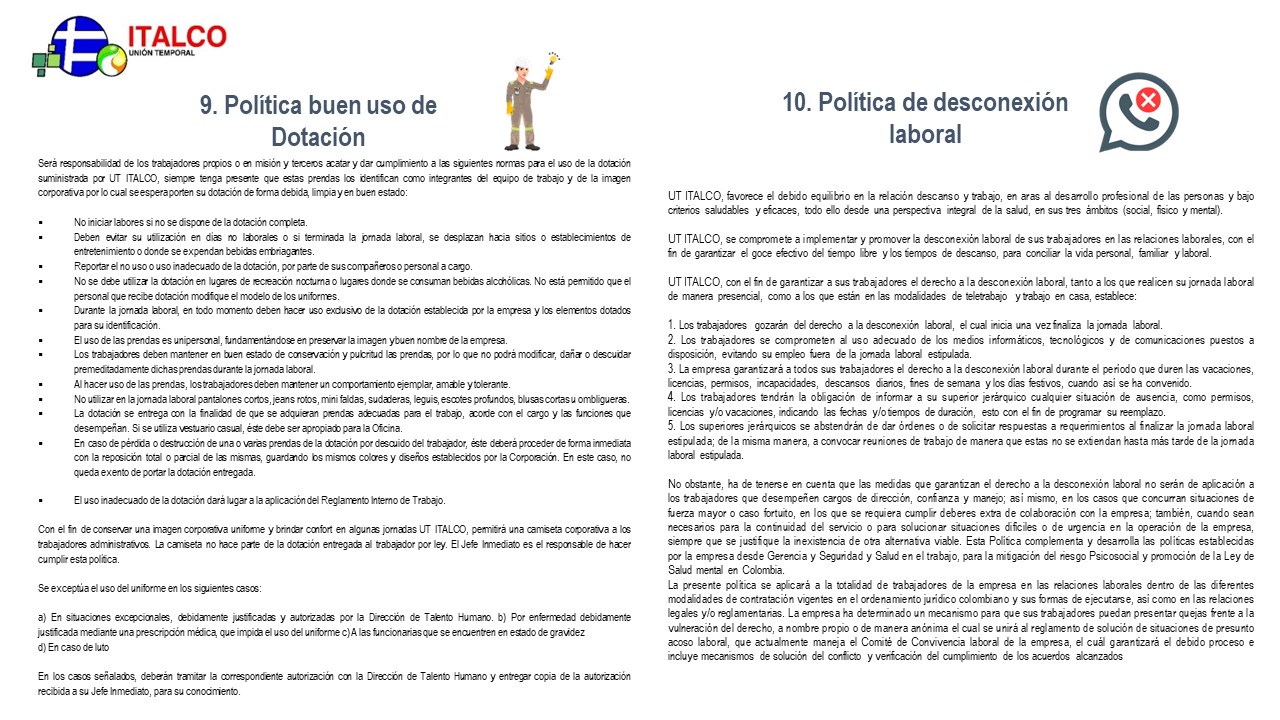 ITALCO
UNIÓN TEMPORAL
9. Política buen uso de
Dotación
Será responsabilidad de los trabajadores propios o en misión y terceros acatar y dar cumplimiento a las siguientes normas para el uso de la dotación
suministrada por UT ITALCO, siempre tenga presente que estas prendas los identifican como integrantes del equipo de trabajo y de la imagen
corporativa por lo cual se espera porten su dotación de forma debida, limpia y en buen estado:
▪ No iniciar labores si no se dispone de la dotación completa.
▪ Deben evitar su utilización en días no laborales o si terminada la jornada laboral, se desplazan hacia sitios o establecimientos de
entretenimiento o donde se expendan bebidas embriagantes.
▪ Reportar el no uso o uso inadecuado de la dotación, por parte de sus compañeros o personal a cargo.
▪ No se debe utilizar la dotación en lugares de recreación nocturna o lugares donde se consuman bebidas alcohólicas. No está permitido que el
personal que recibe dotación modifique el modelo de los uniformes.
▪ Durante la jornada laboral, en todo momento deben hacer uso exclusivo de la dotación establecida por la empresa y los elementos dotados
para su identificación.
▪ El uso de las prendas es unipersonal, fundamentándose en preservar la imagen y buen nombre de la empresa.
▪ Los trabajadores deben mantener en buen estado de conservación y pulcritud las prendas, por lo que no podrá modificar, dañar o descuidar
premeditadamente dichas prendas durante la jornada laboral.
▪ Al hacer uso de las prendas, los trabajadores deben mantener un comportamiento ejemplar, amable y tolerante.
▪ No utilizar en la jornada laboral pantalones cortos, jeans rotos, mini faldas, sudaderas, leguis, escotes profundos, blusas cortas u ombligueras.
▪ La dotación se entrega con la finalidad de que se adquieran prendas adecuadas para el trabajo, acorde con el cargo y las funciones que
desempeñan. Si se utiliza vestuario casual, éste debe ser apropiado para la Oficina.
▪ En caso de pérdida o destrucción de una o varias prendas de la dotación por descuido del trabajador, éste deberá proceder de forma inmediata
con la reposición total o parcial de las mismas, guardando los mismos colores y diseños establecidos por la Corporación. En este caso, no
queda exento de portar la dotación entregada.
▪ El uso inadecuado de la dotación dará lugar a la aplicación del Reglamento Interno de Trabajo.
Con el fin de conservar una imagen corporativa uniforme y brindar confort en algunas jornadas UT ITALCO, permitirá una camiseta corporativa a los
trabajadores administrativos. La camiseta no hace parte de la dotación entregada al trabajador por ley. El Jefe Inmediato es el responsable de hacer
cumplir esta política.
Se exceptúa el uso del uniforme en los siguientes casos:
a) En situaciones excepcionales, debidamente justificadas y autorizadas por la Dirección de Talento Humano. b) Por enfermedad debidamente
justificada mediante una prescripción médica, que impida el uso del uniforme c) A las funcionarias que se encuentren en estado de gravidez
d) En caso de luto
En los casos señalados, deberán tramitar la correspondiente autorización con la Dirección de Talento Humano y entregar copia de la autorización
recibida a su Jefe Inmediato, para su conocimiento.
10. Política de desconexión
laboral
UT ITALCO, favorece el debido equilibrio en la relación descanso y trabajo, en aras al desarrollo profesional de las personas y bajo
criterios saludables y eficaces, todo ello desde una perspectiva integral de la salud, en sus tres ámbitos (social, físico y mental).
UT ITALCO, se compromete a implementar y promover la desconexión laboral de sus trabajadores en las relaciones laborales, con el
fin de garantizar el goce efectivo del tiempo libre y los tiempos de descanso, para conciliar la vida personal, familiar y laboral.
UT ITALCO, con el fin de garantizar a sus trabajadores el derecho a la desconexión laboral, tanto a los que realicen su jornada laboral
de manera presencial, como a los que están en las modalidades de teletrabajo y trabajo en casa, establece:
1. Los trabajadores gozarán del derecho a la desconexión laboral, el cual inicia una vez finaliza la jornada laboral.
2. Los trabajadores se comprometen al uso adecuado de los medios informáticos, tecnológicos y de comunicaciones puestos a
disposición, evitando su empleo fuera de la jornada laboral estipulada.
3. La empresa garantizará a todos sus trabajadores el derecho a la desconexión laboral durante el período que duren las vacaciones,
licencias, permisos, incapacidades, descansos diarios, fines de semana y los días festivos, cuando así se ha convenido.
4. Los trabajadores tendrán la obligación de informar a su superior jerárquico cualquier situación de ausencia, como permisos,
licencias y/o vacaciones, indicando las fechas y/o tiempos de duración, esto con el fin de programar su reemplazo.
5. Los superiores jerárquicos se abstendrán de dar órdenes o de solicitar respuestas a requerimientos al finalizar la jornada laboral
estipulada; de la misma manera, a convocar reuniones de trabajo de manera que estas no se extiendan hasta más tarde de la jornada
laboral estipulada.
No obstante, ha de tenerse en cuenta que las medidas que garantizan el derecho a la desconexión laboral no serán de aplicación a
los trabajadores que desempeñen cargos de dirección, confianza y manejo; así mismo, en los casos que concurran situaciones de
fuerza mayor o caso fortuito, en los que se requiera cumplir deberes extra de colaboración con la empresa; también, cuando sean
necesarios para la continuidad del servicio o para solucionar situaciones difíciles o de urgencia en la operación de la empresa,
siempre que se justifique la inexistencia de otra alternativa viable. Esta Política complementa y desarrolla las políticas establecidas
por la empresa desde Gerencia y Seguridad y Salud en el trabajo, para la mitigación del riesgo Psicosocial y promoción de la Ley de
Salud mental en Colombia.
La presente política se aplicará a la totalidad de trabajadores de la empresa en las relaciones laborales dentro de las diferentes
modalidades de contratación vigentes en el ordenamiento jurídico colombiano y sus formas de ejecutarse, así como en las relaciones
legales y/o reglamentarias. La empresa ha determinado un mecanismo para que sus trabajadores puedan presentar quejas frente a la
vulneración del derecho, a nombre propio o de manera anónima el cual se unirá al reglamento de solución de situaciones de presunto
acoso laboral, que actualmente maneja el Comité de Convivencia laboral de la empresa, el cuál garantizará el debido proceso e
incluye mecanismos de solución del conflicto y verificación del cumplimiento de los acuerdos alcanzados